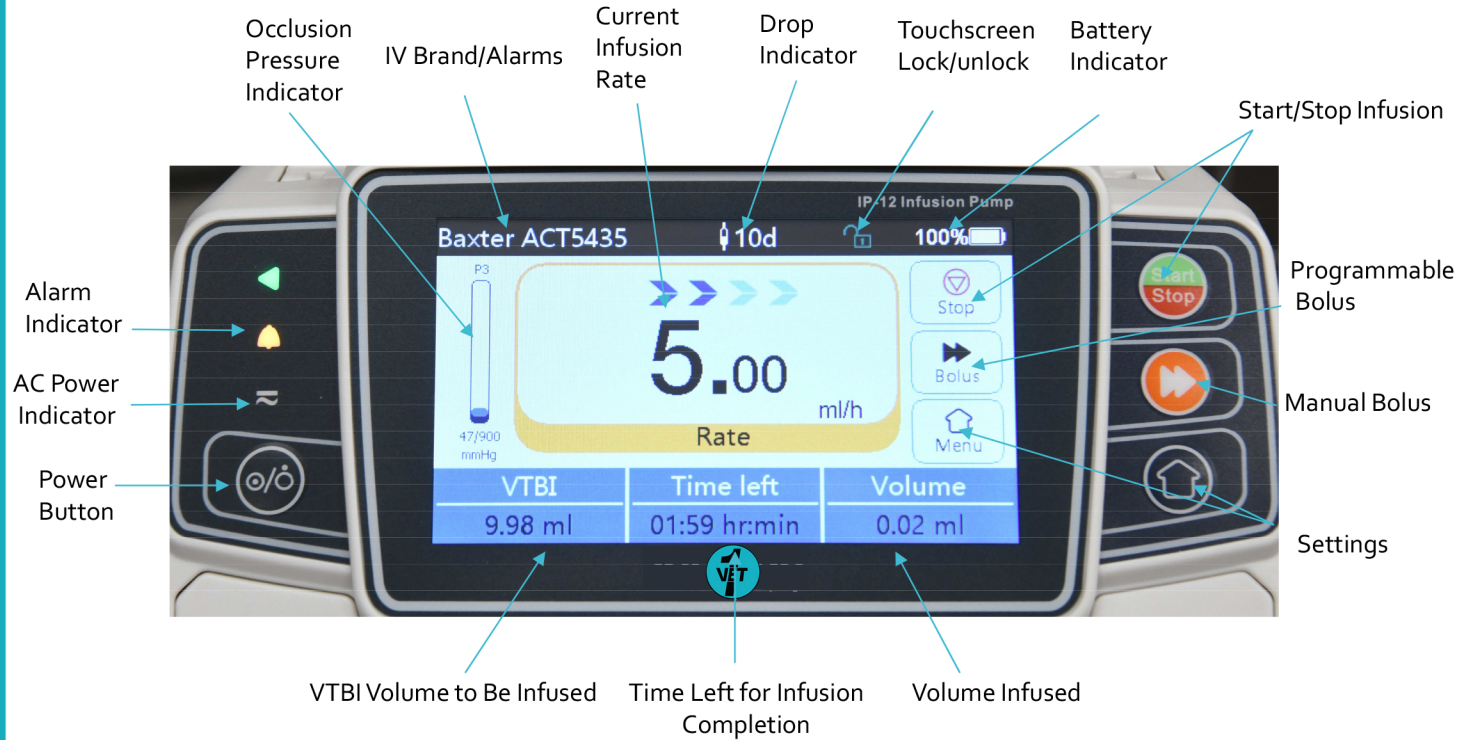 Occlusion
Pressure
Indicator
IV Brand/Alarms
Current
Infusion
Rate
Drop
Indicator
Touchscreen
Lock/unlock
Battery
Indicator
Start/Stop Infusion
IP-12 Infusion Pump
Baxter ACT5435
10d
100%
P3
47/900
mmHg
5.00
ml/h
Rate
Stop
Bolus
Menu
VTBI
Time left
Volume
9.98 ml
01:59 hr:min
0.02 ml
VET
Start
Stop
Alarm
Indicator
AC Power
Indicator
Power
Button
Programmable
Bolus
Manual Bolus
Settings
VTBI Volume to Be Infused
Time Left for Infusion
Completion
Volume Infused